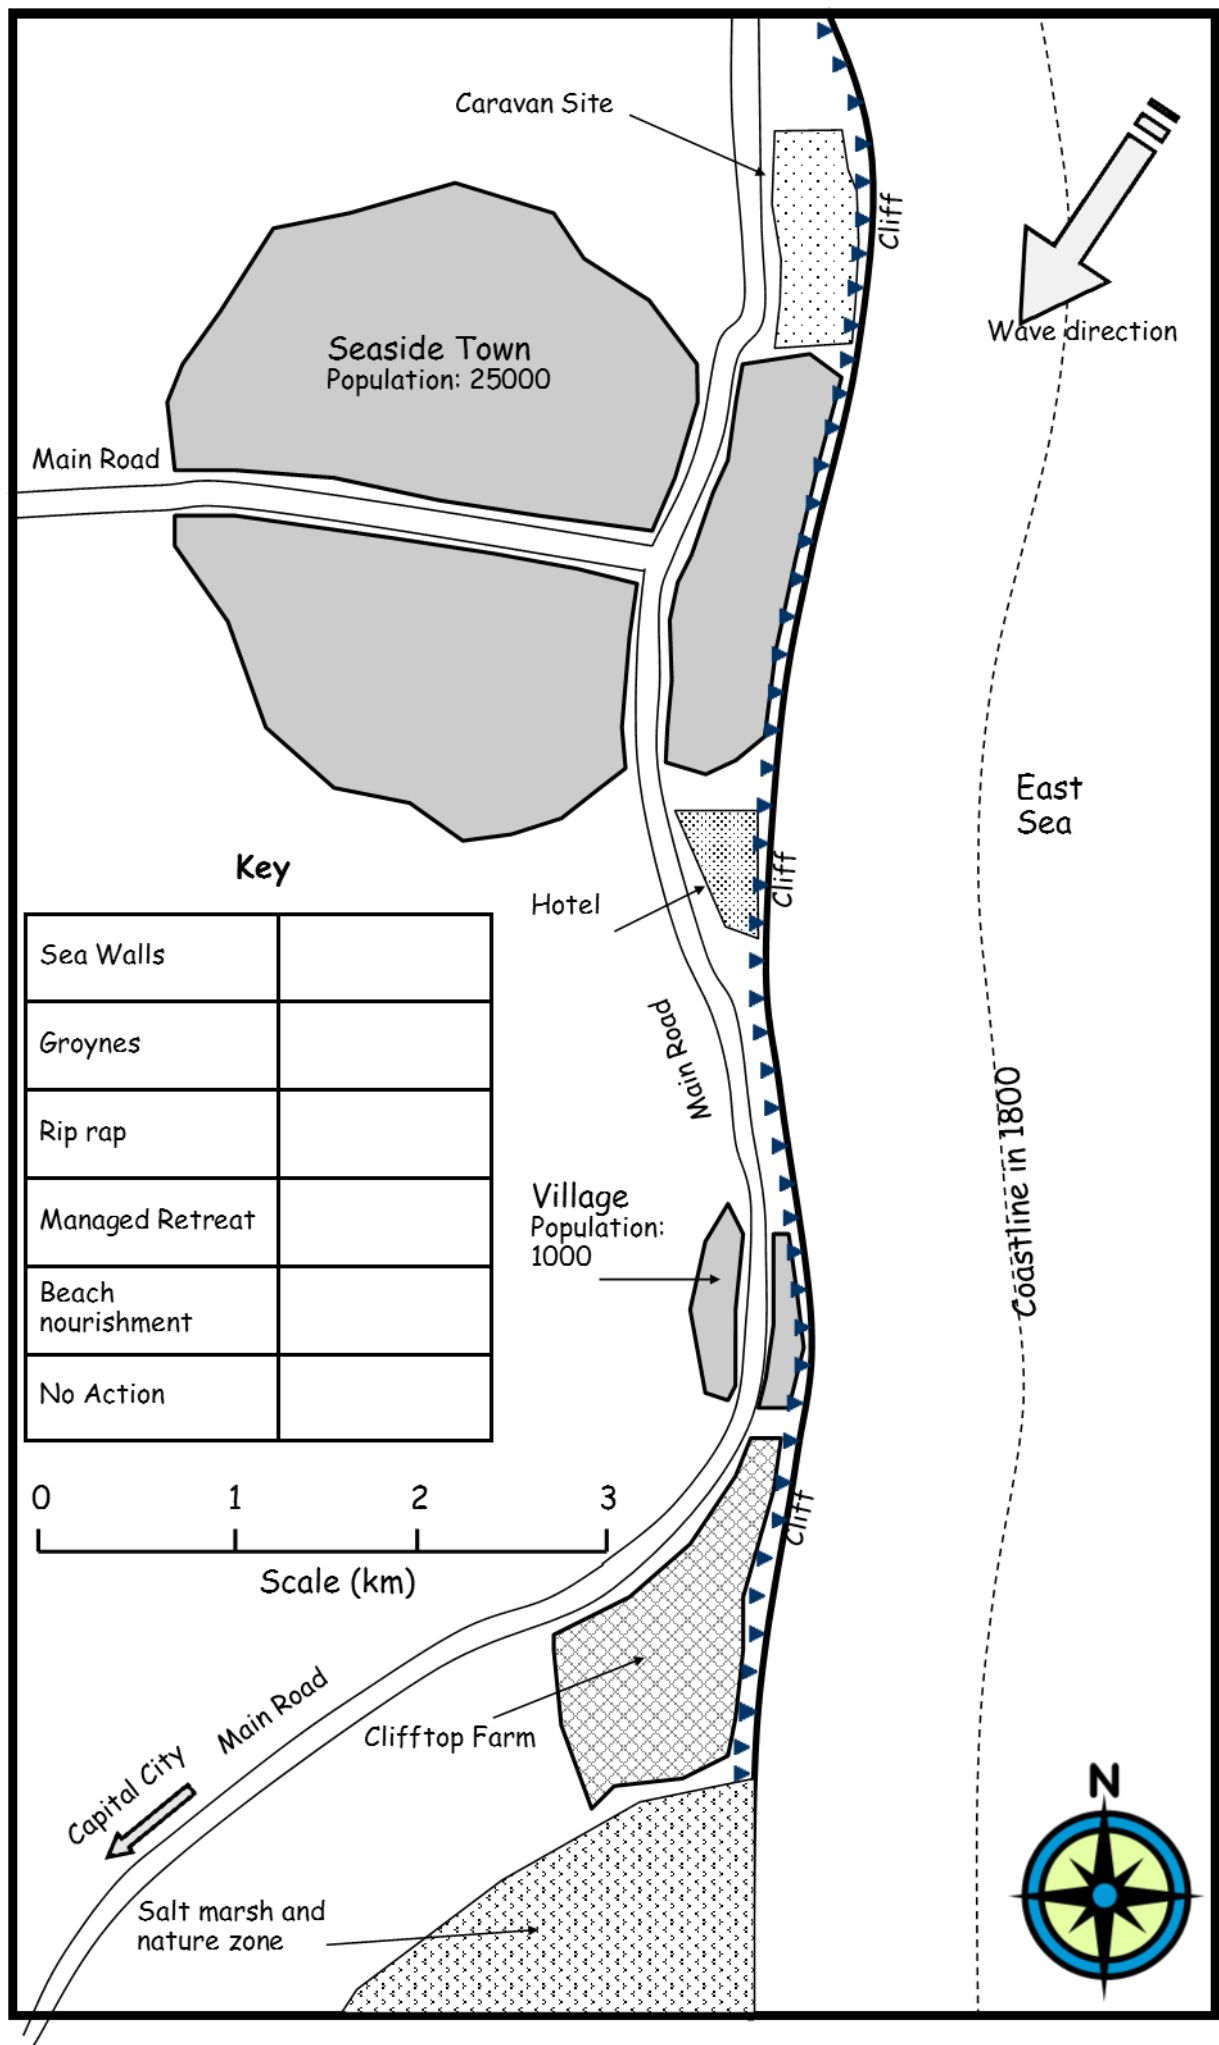 Caravan Site
Cliff
Wave direction
Seaside Town
Population: 25000
Main Road
East
Sea
Key
Cliff
Hotel
Sea Walls
Groynes
Rip rap
Managed Retreat
Beach
nourishment
No Action
Main Road
Coastline in 1800
Village
Population:
1000
0 1 2 3
Scale (km)
Cliff
Main Road
Clifftop Farm
Capital City
N
Salt marsh and
nature zone